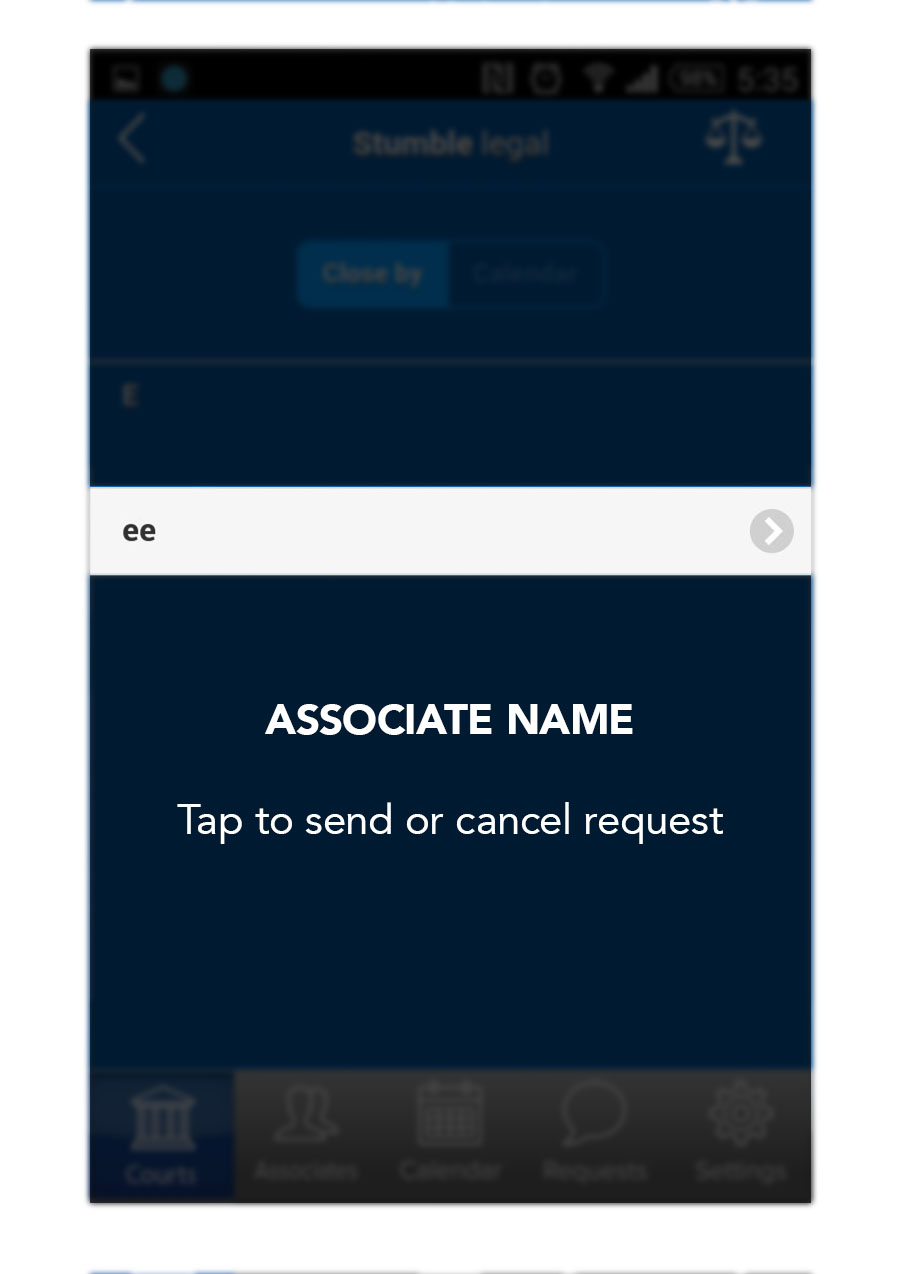 98% 5:35
Stumble legal
Close by Calendar
E
ee
ASSOCIATE NAME
Tap to send or cancel request
Courts Associates Calendar Requests Settings